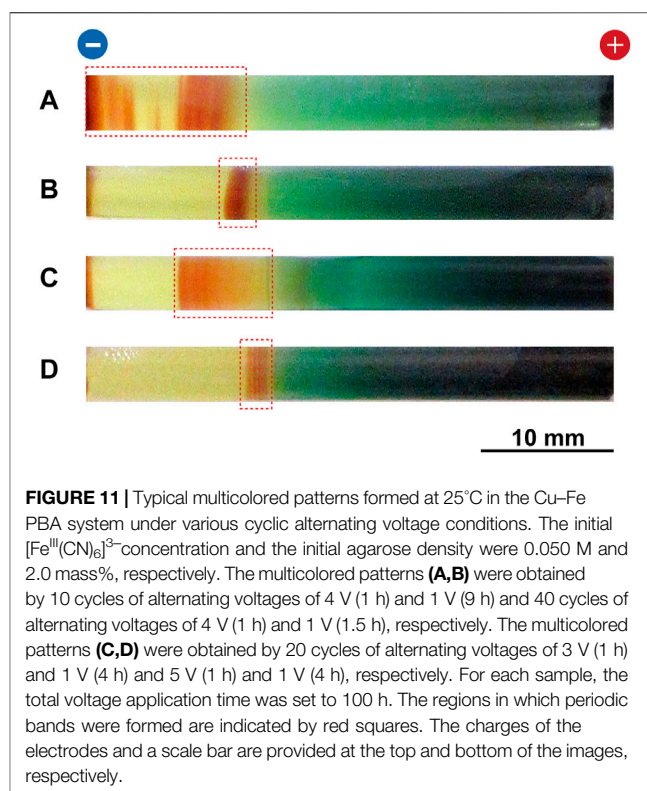 − +
A
B
C
D
10 mm
FIGURE 11 | Typical multicolored patterns formed at 25°C in the Cu–Fe
PBA system under various cyclic alternating voltage conditions. The initial
[Feᴵᴵᴵ(CN)₆]³⁻concentration and the initial agarose density were 0.050 M and
2.0 mass%, respectively. The multicolored patterns (A,B) were obtained
by 10 cycles of alternating voltages of 4 V (1 h) and 1 V (9 h) and 40 cycles of
alternating voltages of 4 V (1 h) and 1 V (1.5 h), respectively. The multicolored
patterns (C,D) were obtained by 20 cycles of alternating voltages of 3 V (1 h)
and 1 V (4 h) and 5 V (1 h) and 1 V (4 h), respectively. For each sample, the
total voltage application time was set to 100 h. The regions in which periodic
bands were formed are indicated by red squares. The charges of the
electrodes and a scale bar are provided at the top and bottom of the images,
respectively.